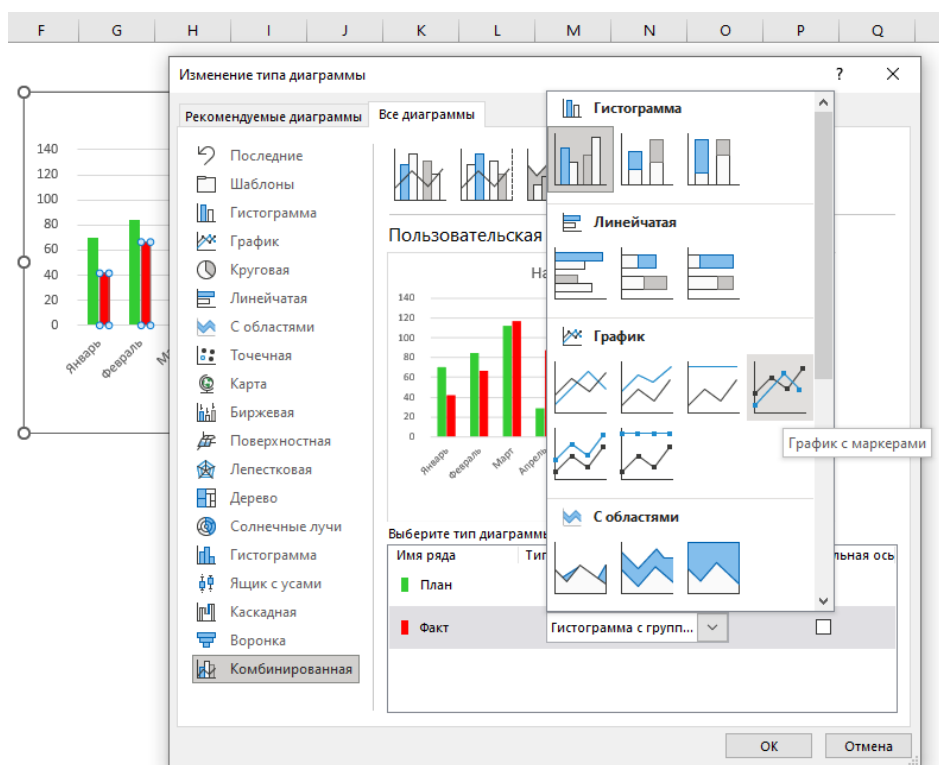 F G H I J K L M N O P Q
Изменение типа диаграммы ?
Рекомендуемые диаграммы Все диаграммы
Последние
Шаблоны
Гистограмма
График
Круговая
Линейчатая
С областями
Точечная
Карта
Биржевая
Поверхностная
Лепестковая
Дерево
Солнечные лучи
Гистограмма
Ящик с усами
Каскадная
Воронка
Комбинированная
140
120
100
80
60
40
20
0
Январь Февраль
Пользовательская
140
120
100
80
60
40
20
0
Январь Февраль Март Апрель
Гистограмма
Линейчатая
График
График с маркерами
С областями
Выберите тип диаграммы
Имя ряда
План
Факт Гистограмма с групп...
OK Отмена